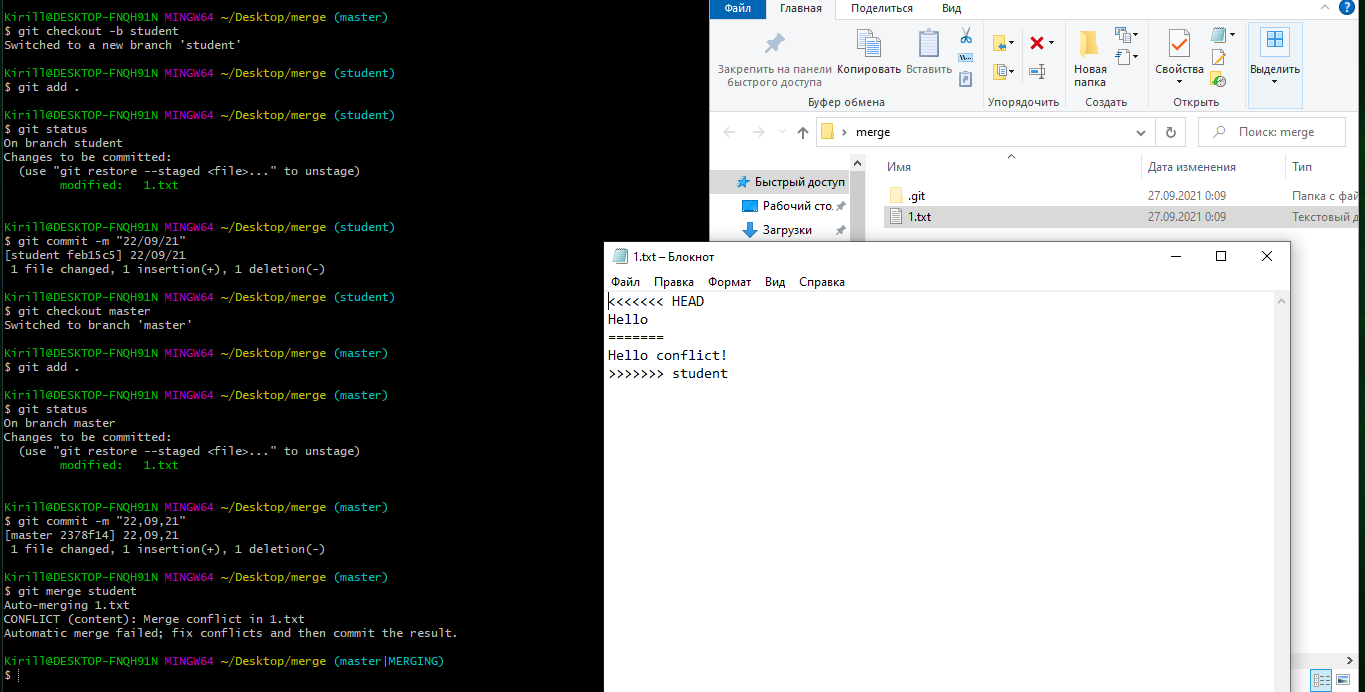 Kirill@DESKTOP-FNQH91N MINGW64 ~/Desktop/merge (master)
$ git checkout -b student
Switched to a new branch 'student'
Kirill@DESKTOP-FNQH91N MINGW64 ~/Desktop/merge (student)
$ git add .
Kirill@DESKTOP-FNQH91N MINGW64 ~/Desktop/merge (student)
$ git status
On branch student
Changes to be committed:
(use "git restore --staged <file>..." to unstage)
modified: 1.txt
Kirill@DESKTOP-FNQH91N MINGW64 ~/Desktop/merge (student)
$ git commit -m "22/09/21"
[student feb15c5] 22/09/21
1 file changed, 1 insertion(+), 1 deletion(-)
Kirill@DESKTOP-FNQH91N MINGW64 ~/Desktop/merge (student)
$ git checkout master
Switched to branch 'master'
Kirill@DESKTOP-FNQH91N MINGW64 ~/Desktop/merge (master)
$ git add .
Kirill@DESKTOP-FNQH91N MINGW64 ~/Desktop/merge (master)
$ git status
On branch master
Changes to be committed:
(use "git restore --staged <file>..." to unstage)
modified: 1.txt
Kirill@DESKTOP-FNQH91N MINGW64 ~/Desktop/merge (master)
$ git commit -m "22,09,21"
[master 2378f14] 22,09,21
1 file changed, 1 insertion(+), 1 deletion(-)
Kirill@DESKTOP-FNQH91N MINGW64 ~/Desktop/merge (master)
$ git merge student
Auto-merging 1.txt
CONFLICT (content): Merge conflict in 1.txt
Automatic merge failed; fix conflicts and then commit the result.
Kirill@DESKTOP-FNQH91N MINGW64 ~/Desktop/merge (master|MERGING)
$
Файл Главная Поделиться Вид
Закрепить на панели быстрого доступа
Копировать
Вставить
Буфер обмена
Упорядочить
Новая папка
Создать
Свойства
Открыть
Выделить
merge
Поиск: merge
Имя Дата изменения Тип
Быстрый доступ
Рабочий сто.
Загрузки
.git 27.09.2021 0:09 Папка с фай
1.txt 27.09.2021 0:09 Текстовый д
1.txt – Блокнот
Файл Правка Формат Вид Справка
<<<<<<< HEAD
Hello
=======
Hello conflict!
>>>>>>> student